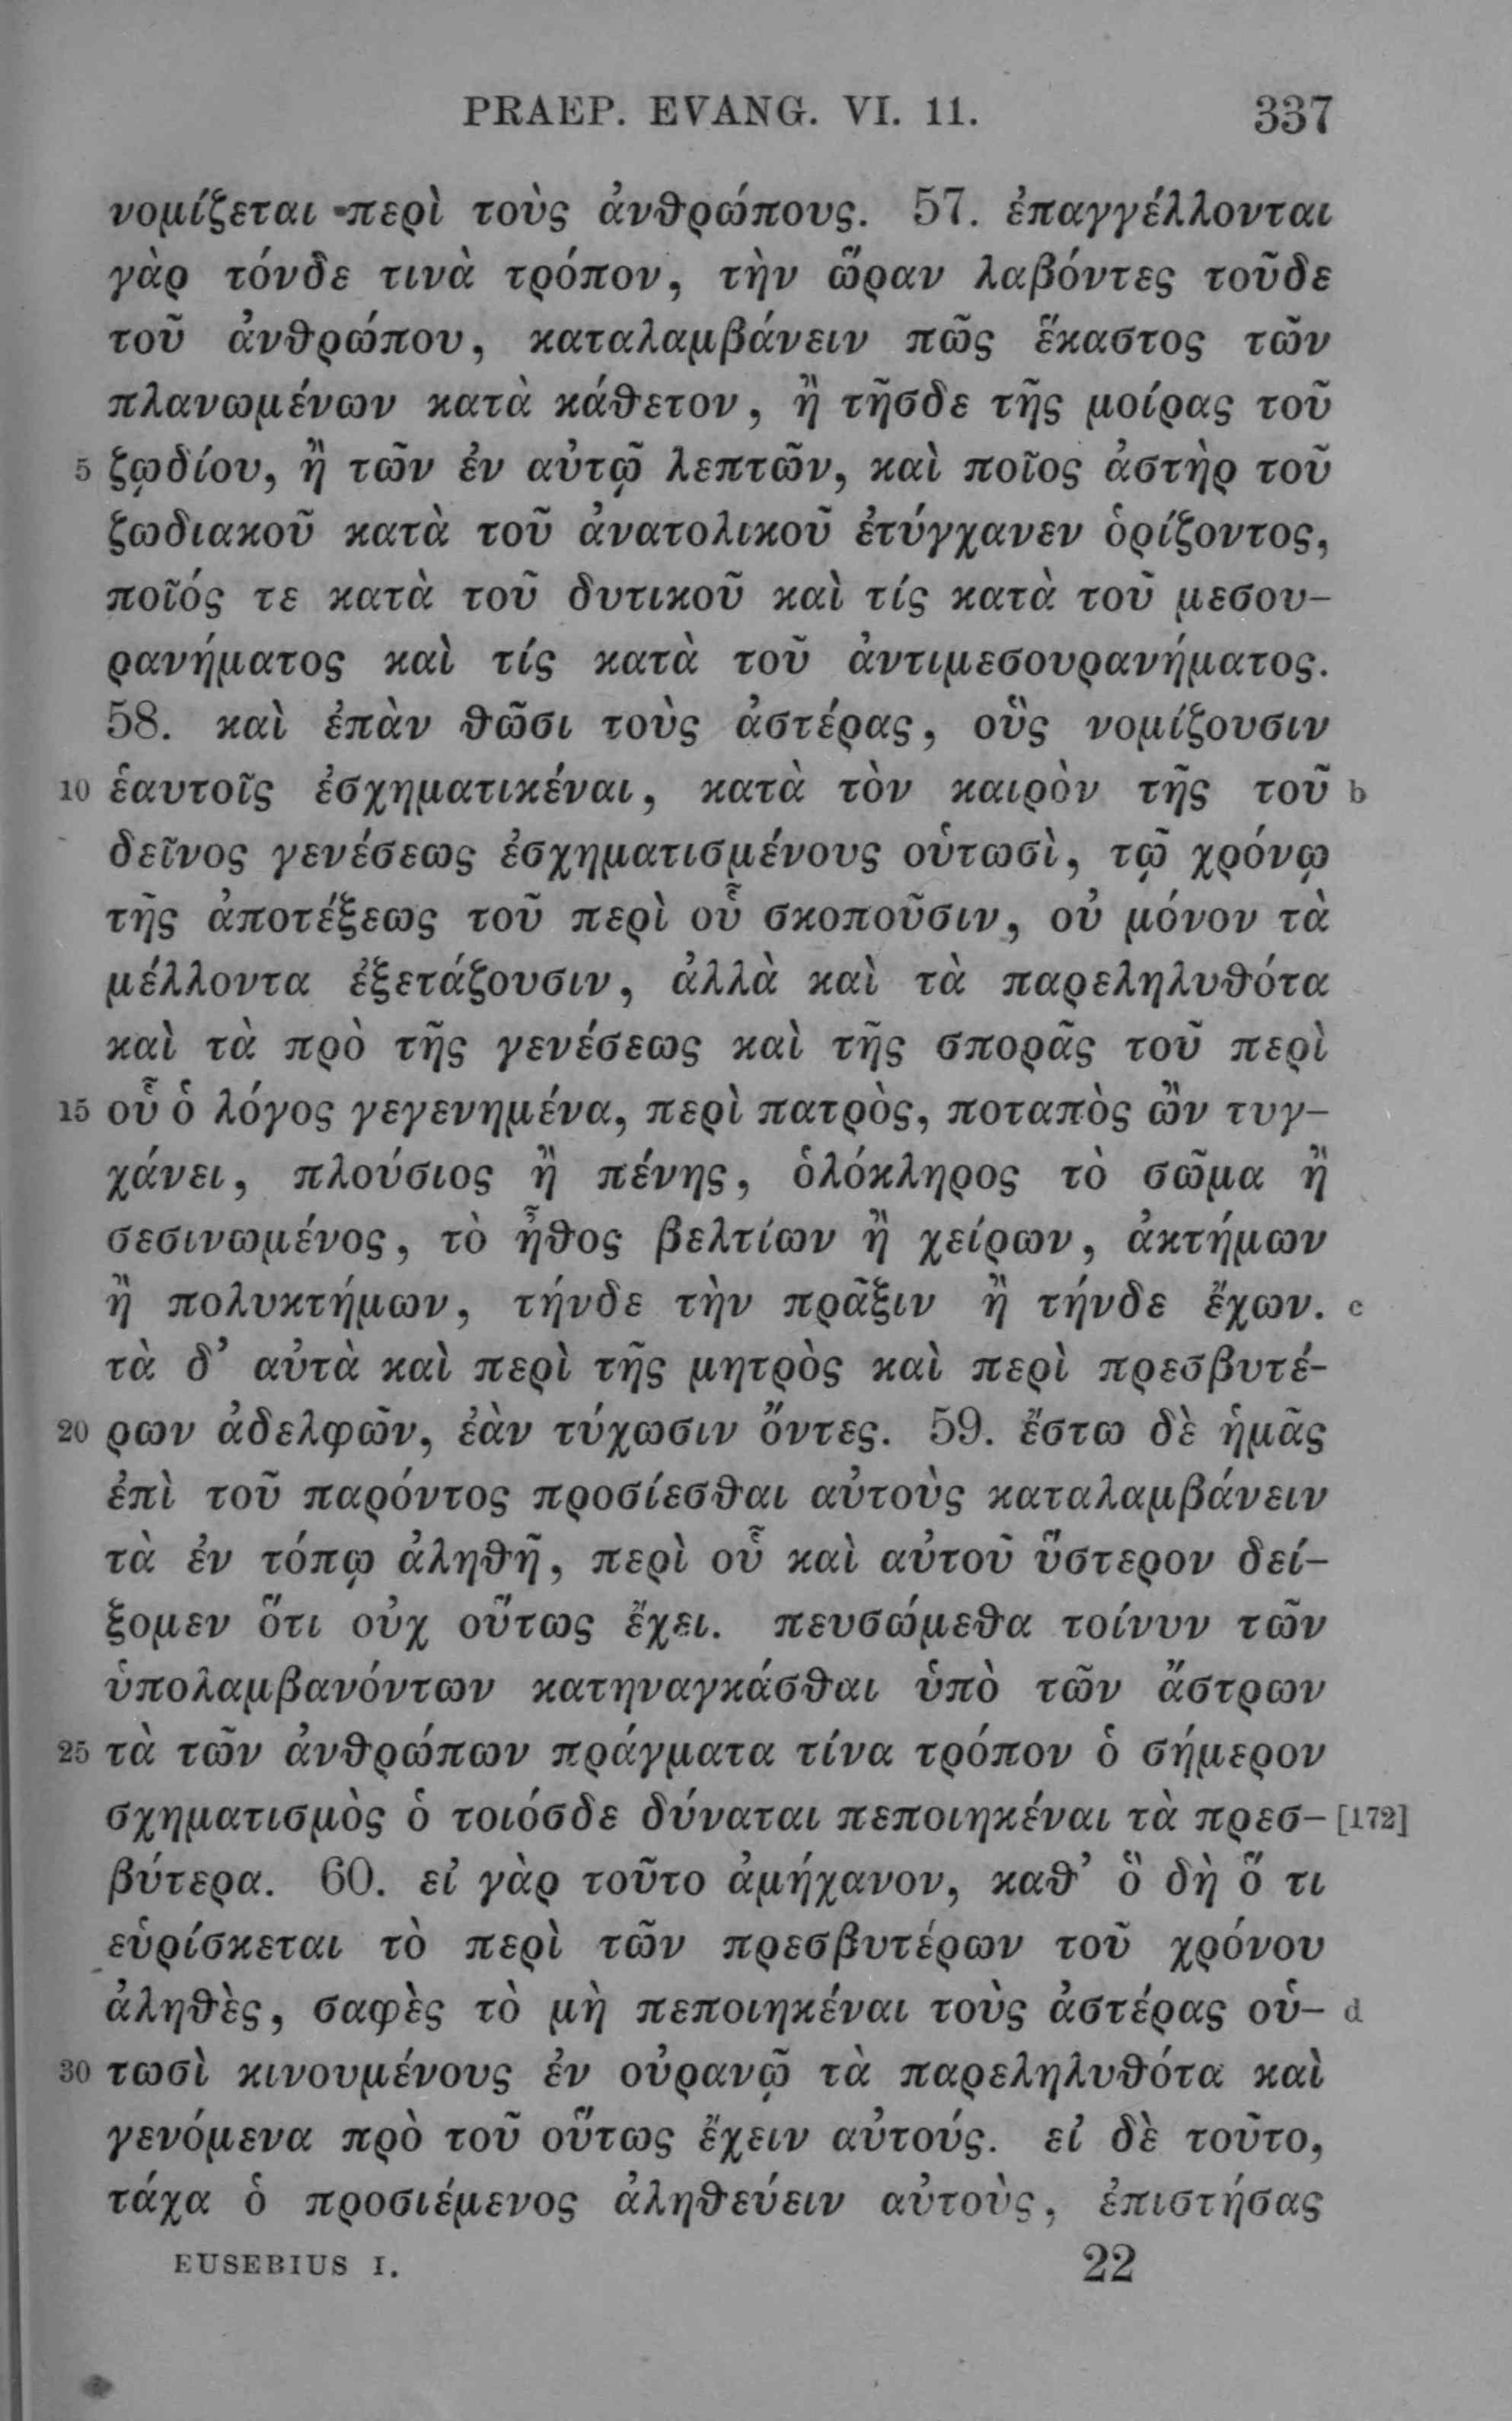 PRAEP. EVANG. VI. 11. 337
νομίζεται περὶ τοὺς ἀνθρώπους. 57. ἐπαγγέλλονται
γὰρ τόνδε τινὰ τρόπον, τὴν ὥραν λαβόντες τοῦδε
τοῦ ἀνθρώπου, καταλαμβάνειν πῶς ἕκαστος τῶν
πλανωμένων κατὰ κάθετον, ἢ τῆσδε τῆς μοίρας τοῦ
5 ζῳδίου, ἢ τῶν ἐν αὐτῷ λεπτῶν, καὶ ποῖος ἀστὴρ τοῦ
ζωδιακοῦ κατὰ τοῦ ἀνατολικοῦ ἐτύγχανεν ὁρίζοντος,
ποῖός τε κατὰ τοῦ δυτικοῦ καὶ τίς κατὰ τοῦ μεσου-
ρανήματος καὶ τίς κατὰ τοῦ ἀντιμεσουρανήματος.
58. καὶ ἐπὰν θῶσι τοὺς ἀστέρας, οὓς νομίζουσιν
10 ἑαυτοῖς ἐσχηματικέναι, κατὰ τὸν καιρὸν τῆς τοῦ b
δεῖνος γενέσεως ἐσχηματισμένους οὑτωσὶ, τῷ χρόνῳ
τῆς ἀποτέξεως τοῦ περὶ οὗ σκοποῦσιν, οὐ μόνον τὰ
μέλλοντα ἐξετάζουσιν, ἀλλὰ καὶ τὰ παρεληλυθότα
καὶ τὰ πρὸ τῆς γενέσεως καὶ τῆς σπορᾶς τοῦ περὶ
15 οὗ ὁ λόγος γεγενημένα, περὶ πατρὸς, ποταπὸς ὢν τυγ-
χάνει, πλούσιος ἢ πένης, ὁλόκληρος τὸ σῶμα ἢ
σεσινωμένος, τὸ ἦθος βελτίων ἢ χείρων, ἀκτήμων
ἢ πολυκτήμων, τήνδε τὴν πρᾶξιν ἢ τήνδε ἔχων. c
τὰ δ’ αὐτὰ καὶ περὶ τῆς μητρὸς καὶ περὶ πρεσβυτέ-
20 ρων ἀδελφῶν, ἐὰν τύχωσιν ὄντες. 59. ἔστω δὲ ἡμᾶς
ἐπὶ τοῦ παρόντος προσίεσθαι αὐτοὺς καταλαμβάνειν
τὰ ἐν τόπῳ ἀληθῆ, περὶ οὗ καὶ αὐτοῦ ὕστερον δεί-
ξομεν ὅτι οὐχ οὕτως ἔχει. πευσώμεθα τοίνυν τῶν
ὑπολαμβανόντων κατηναγκάσθαι ὑπὸ τῶν ἄστρων
25 τὰ τῶν ἀνθρώπων πράγματα τίνα τρόπον ὁ σήμερον
σχηματισμὸς ὁ τοιόσδε δύναται πεποιηκέναι τὰ πρεσ- [172]
βύτερα. 60. εἰ γὰρ τοῦτο ἀμήχανον, καθ’ ὃ δὴ ὅ τι
εὑρίσκεται τὸ περὶ τῶν πρεσβυτέρων τοῦ χρόνου
ἀληθὲς, σαφὲς τὸ μὴ πεποιηκέναι τοὺς ἀστέρας οὑ- d
30 τωσὶ κινουμένους ἐν οὐρανῷ τὰ παρεληλυθότα καὶ
γενόμενα πρὸ τοῦ οὕτως ἔχειν αὐτούς. εἰ δὲ τοῦτο,
τάχα ὁ προσιέμενος ἀληθεύειν αὐτοὺς, ἐπιστήσας
EUSEBIUS I. 22